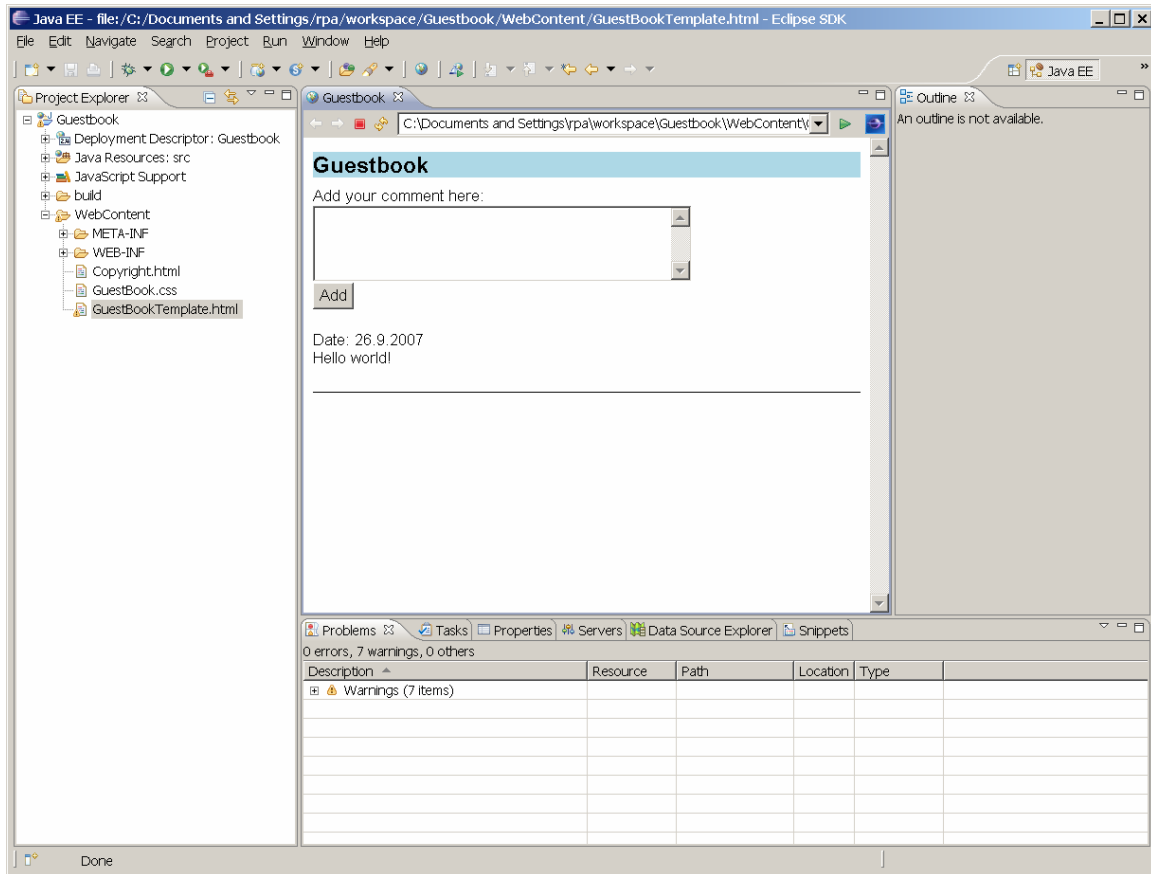 Java EE - file:/C:/Documents and Settings/rpa/workspace/Guestbook/WebContent/GuestBookTemplate.html - Eclipse SDK
File Edit Navigate Search Project Run Window Help
Java EE »
Project Explorer
Guestbook
Deployment Descriptor: Guestbook
Java Resources: src
JavaScript Support
build
WebContent
META-INF
WEB-INF
Copyright.html
GuestBook.css
GuestBookTemplate.html
Guestbook
C:\Documents and Settings\rpa\workspace\Guestbook\WebContent\
Guestbook
Add your comment here:
Add
Date: 26.9.2007
Hello world!
Outline
An outline is not available.
Problems Tasks Properties Servers Data Source Explorer Snippets
0 errors, 7 warnings, 0 others
Description Resource Path Location Type
Warnings (7 items)
Done